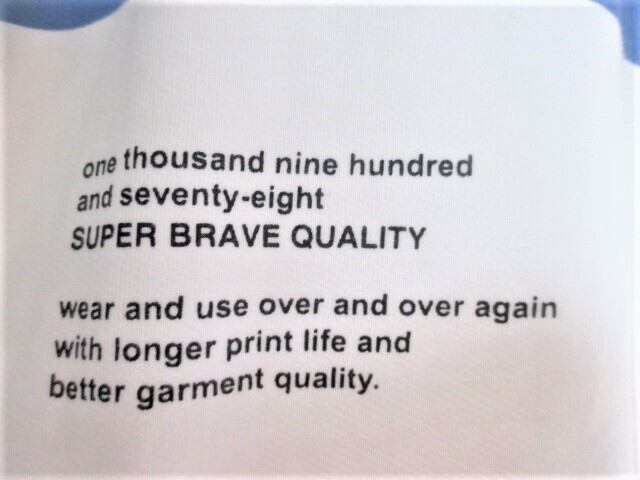 one thousand nine hundred
and seventy-eight
SUPER BRAVE QUALITY
wear and use over and over again
with longer print life and
better garment quality.